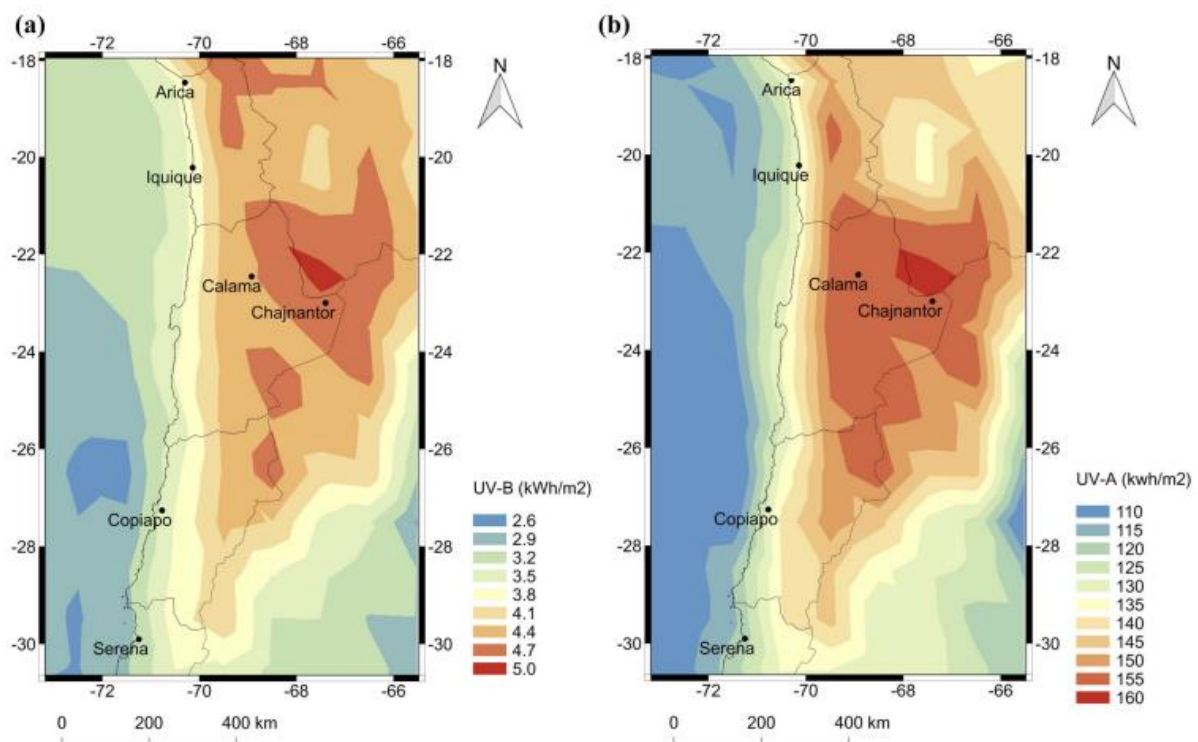 (a)
-72 -70 -68 -66
-18
-20
-22
-24
-26
-28
-30
-18
-20
-22
-24
-26
-28
-30
N
Arica
Iquique
Calama
Chajnantor
Copiapo
Serena
UV-B (kWh/m2)
2.6
2.9
3.2
3.5
3.8
4.1
4.4
4.7
5.0
-72 -70 -68 -66
0 200 400 km
(b)
-72 -70 -68 -66
-18
-20
-22
-24
-26
-28
-30
-18
-20
-22
-24
-26
-28
-30
N
Arica
Iquique
Calama
Chajnantor
Copiapo
Serena
UV-A (kwh/m2)
110
115
120
125
130
135
140
145
150
155
160
-72 -70 -68 -66
0 200 400 km